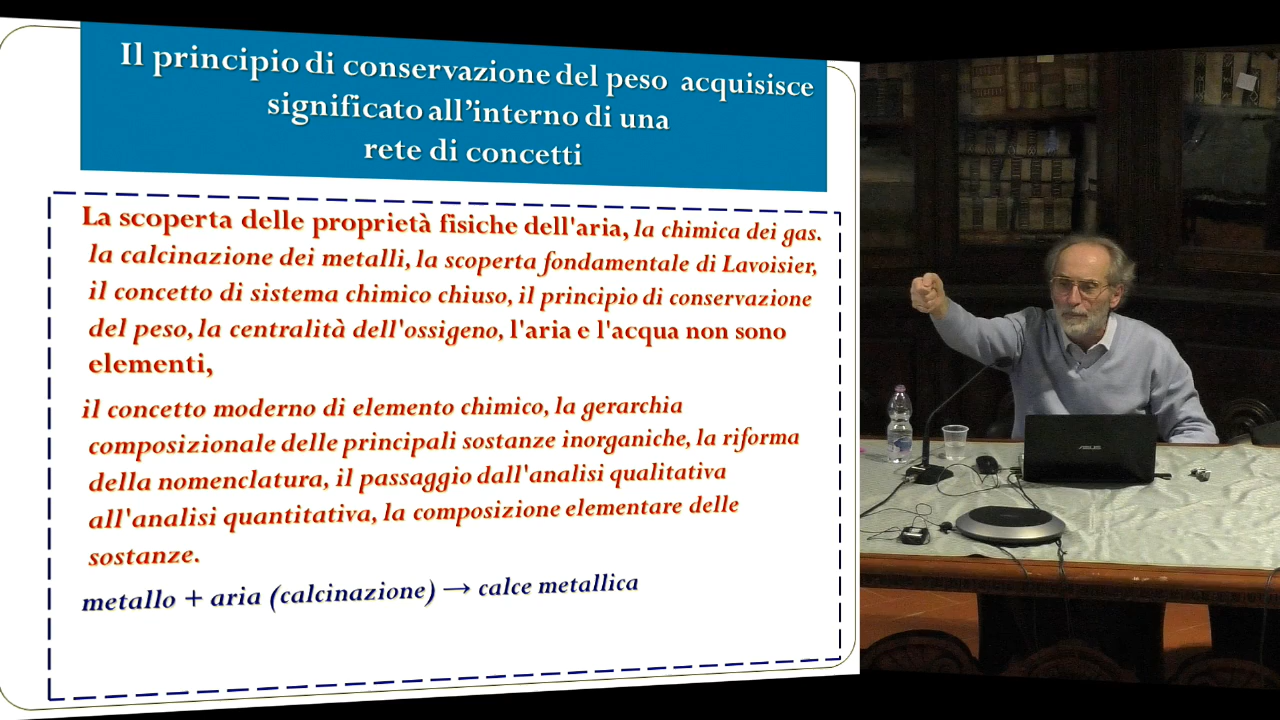 Il principio di conservazione del peso acquisisce
significato all'interno di una
rete di concetti
La scoperta delle proprietà fisiche dell'aria, la chimica dei gas.
la calcinazione dei metalli, la scoperta fondamentale di Lavoisier,
il concetto di sistema chimico chiuso, il principio di conservazione
del peso, la centralità dell'ossigeno, l'aria e l'acqua non sono
elementi,
il concetto moderno di elemento chimico, la gerarchia
composizionale delle principali sostanze inorganiche, la riforma
della nomenclatura, il passaggio dall'analisi qualitativa
all'analisi quantitativa, la composizione elementare delle
sostanze.
metallo + aria (calcinazione) → calce metallica
ASUS